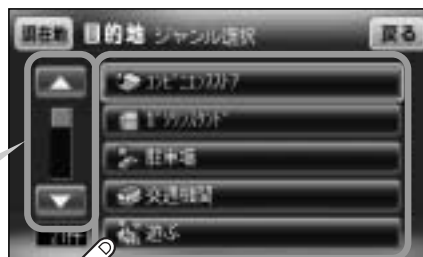 現在地 目的地 ジャンル選択 戻る
コンビニエンスストア
ガソリンスタンド
駐車場
交通機関
遊ぶ